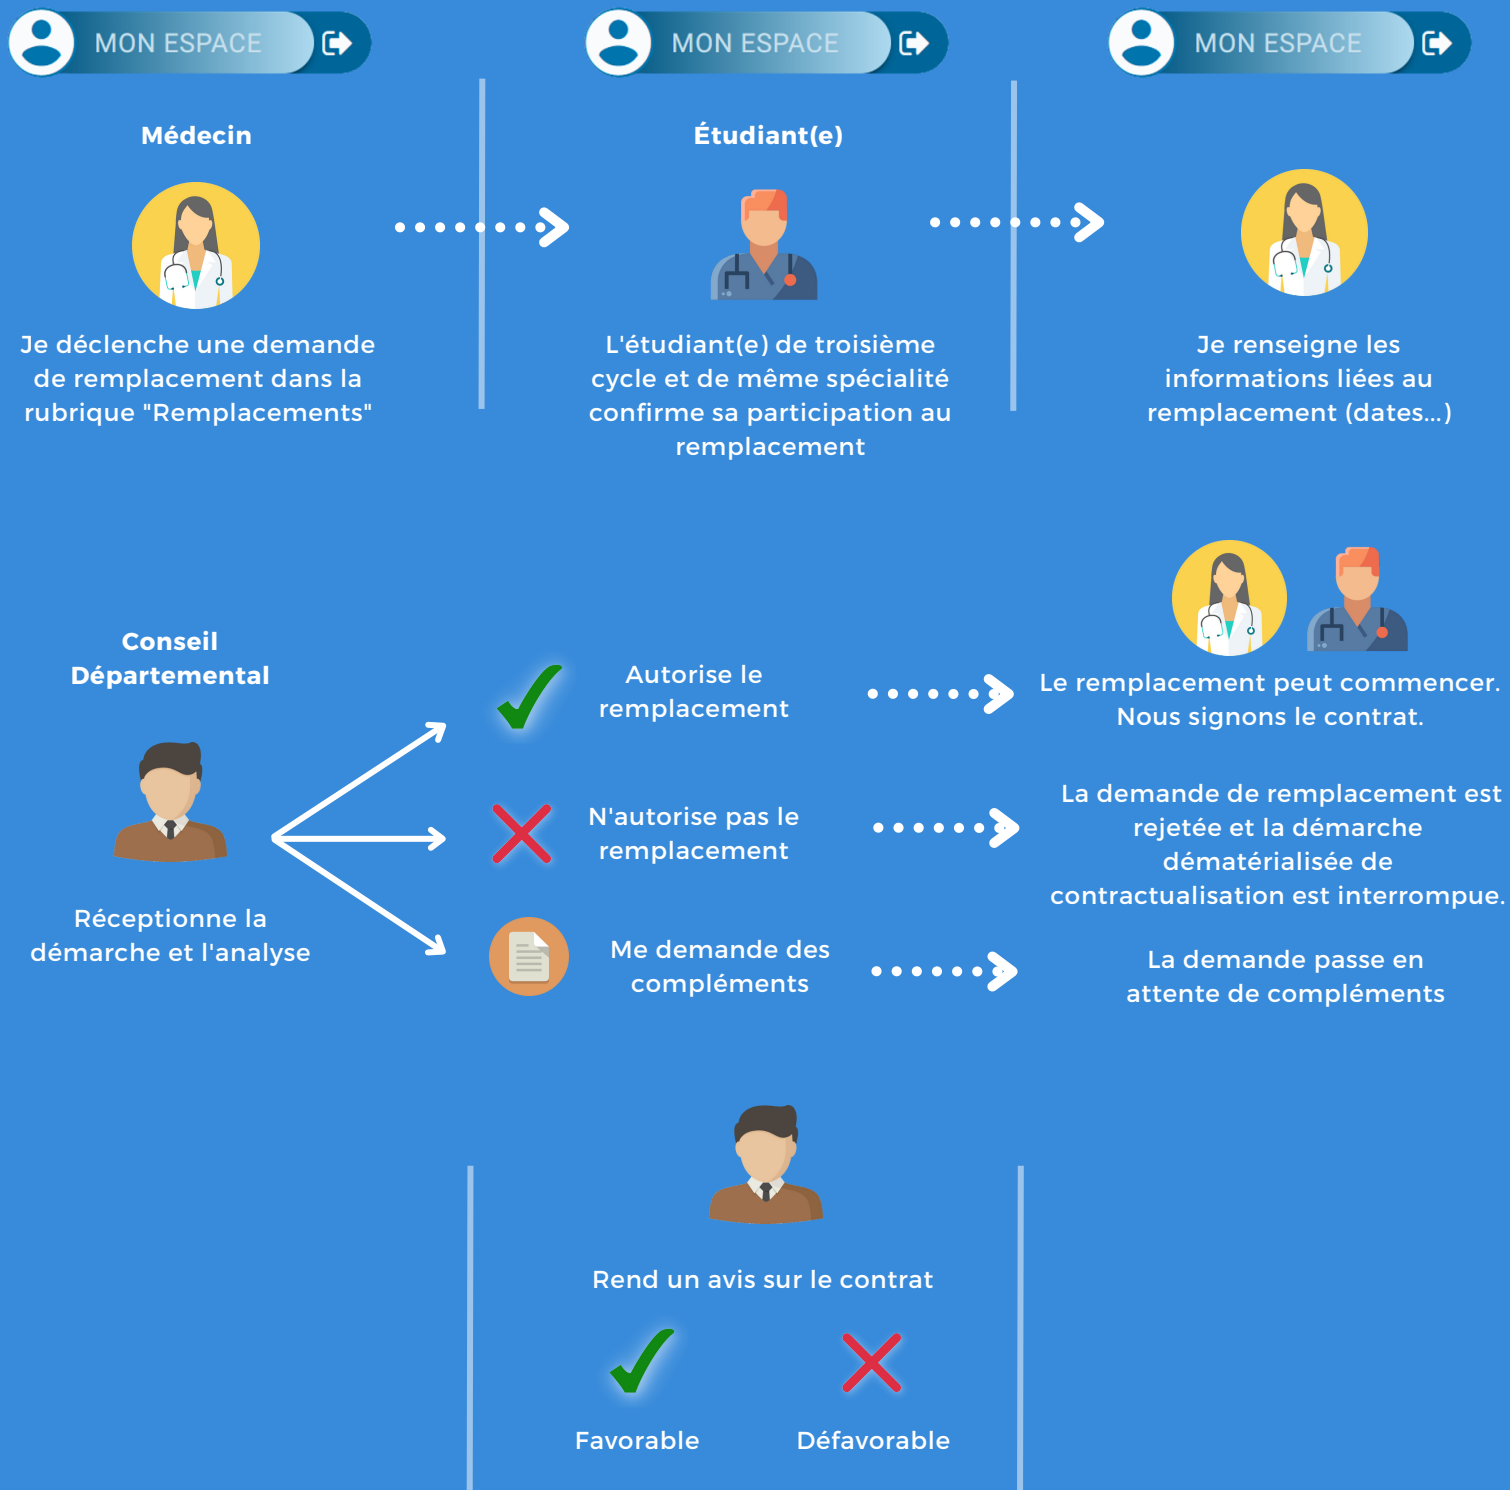 MON ESPACE
MON ESPACE
MON ESPACE
Médecin
Étudiant(e)
Je déclenche une demande
de remplacement dans la
rubrique "Remplacements"
L'étudiant(e) de troisième
cycle et de même spécialité
confirme sa participation au
remplacement
Je renseigne les
informations liées au
remplacement (dates...)
Conseil
Départemental
Réceptionne la
démarche et l'analyse
Autorise le
remplacement
Le remplacement peut commencer.
Nous signons le contrat.
N'autorise pas le
remplacement
La demande de remplacement est
rejetée et la démarche
dématérialisée de
contractualisation est interrompue.
Me demande des
compléments
La demande passe en
attente de compléments
Rend un avis sur le contrat
Favorable
Défavorable